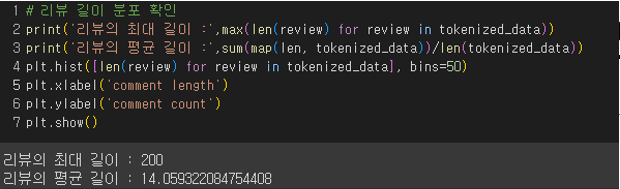 1 # 리뷰 길이 분포 확인
2 print('리뷰의 최대 길이 :',max(len(review) for review in tokenized_data))
3 print('리뷰의 평균 길이 :',sum(map(len, tokenized_data))/len(tokenized_data))
4 plt.hist([len(review) for review in tokenized_data], bins=50)
5 plt.xlabel('comment length')
6 plt.ylabel('comment count')
7 plt.show()
리뷰의 최대 길이 : 200
리뷰의 평균 길이 : 14.059322084754408